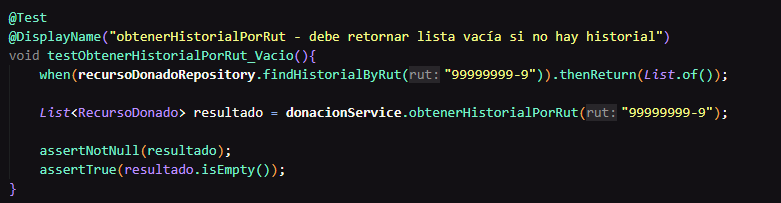 @Test
@DisplayName("obtenerHistorialPorRut - debe retornar lista vacía si no hay historial")
void testObtenerHistorialPorRut_Vacio(){
when(recursoDonadoRepository.findHistorialByRut( rut: "99999999-9")).thenReturn(List.of());
List<RecursoDonado> resultado = donacionService.obtenerHistorialPorRut( rut: "99999999-9");
assertNotNull(resultado);
assertTrue(resultado.isEmpty());
}